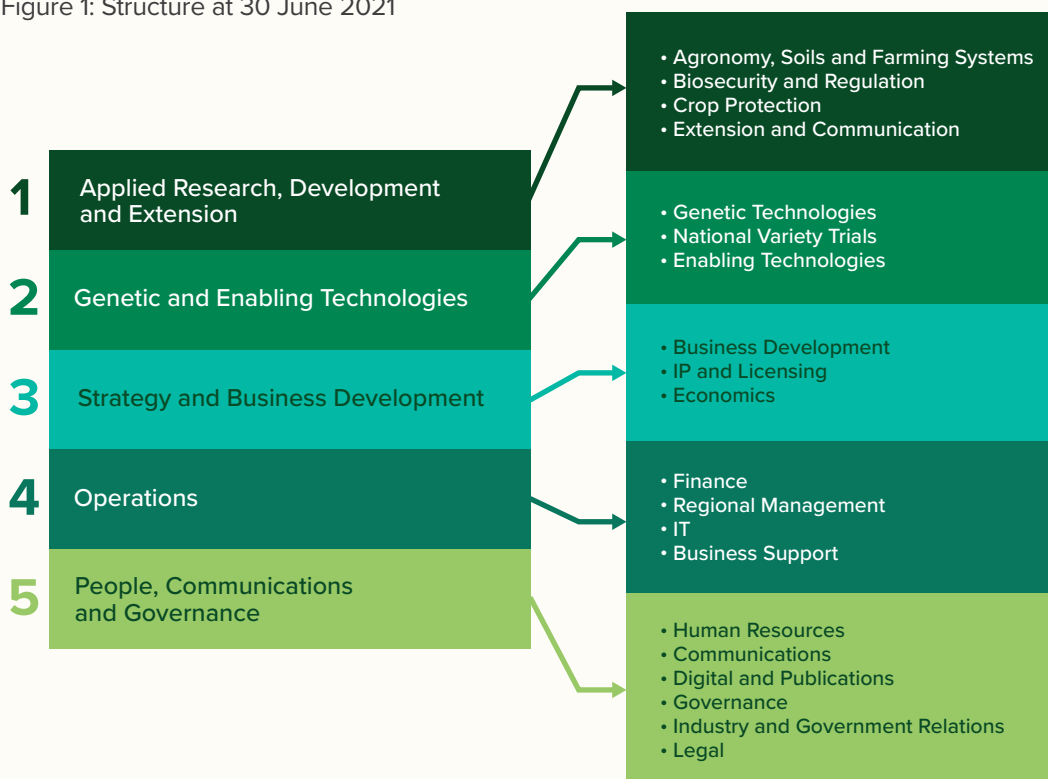 Figure 1: Structure at 30 June 2021
1
Applied Research, Development
and Extension
2
Genetic and Enabling Technologies
3
Strategy and Business Development
4
Operations
5
People, Communications
and Governance
• Agronomy, Soils and Farming Systems
• Biosecurity and Regulation
• Crop Protection
• Extension and Communication
• Genetic Technologies
• National Variety Trials
• Enabling Technologies
• Business Development
• IP and Licensing
• Economics
• Finance
• Regional Management
• IT
• Business Support
• Human Resources
• Communications
• Digital and Publications
• Governance
• Industry and Government Relations
• Legal